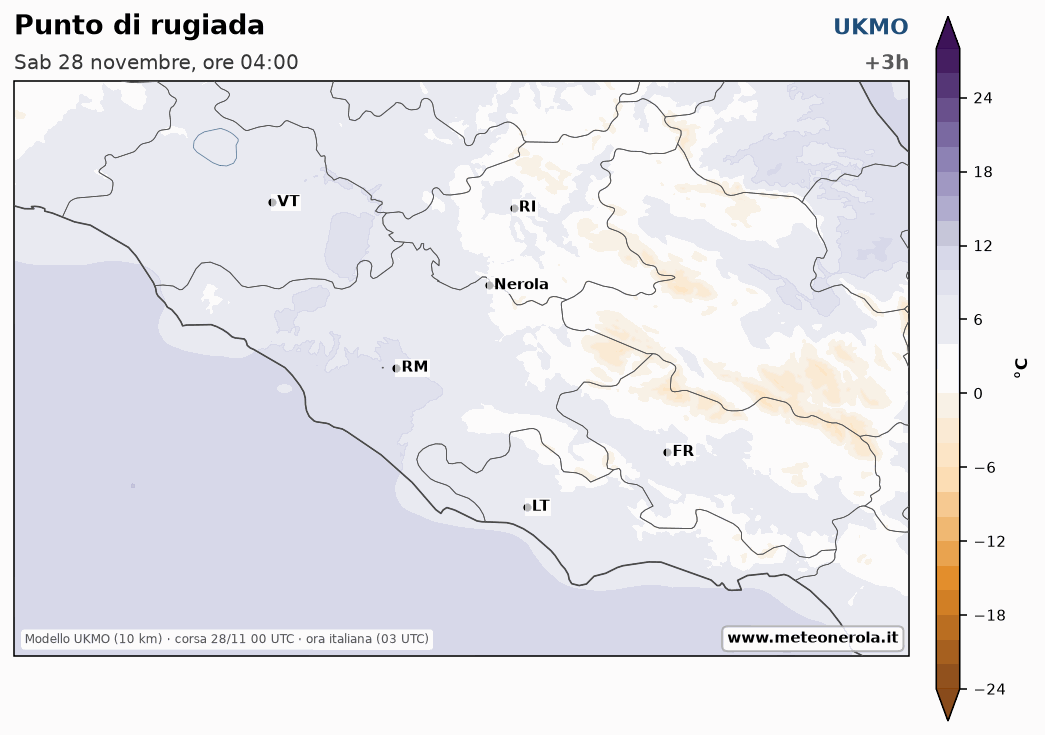 Punto di rugiada
UKMO
Sab 28 novembre, ore 04:00
+3h
VT
RI
Nerola
RM
FR
LT
Modello UKMO (10 km) · corsa 28/11 00 UTC · ora italiana (03 UTC)
www.meteonerola.it
24
18
12
6
0
−6
−12
−18
−24
°C